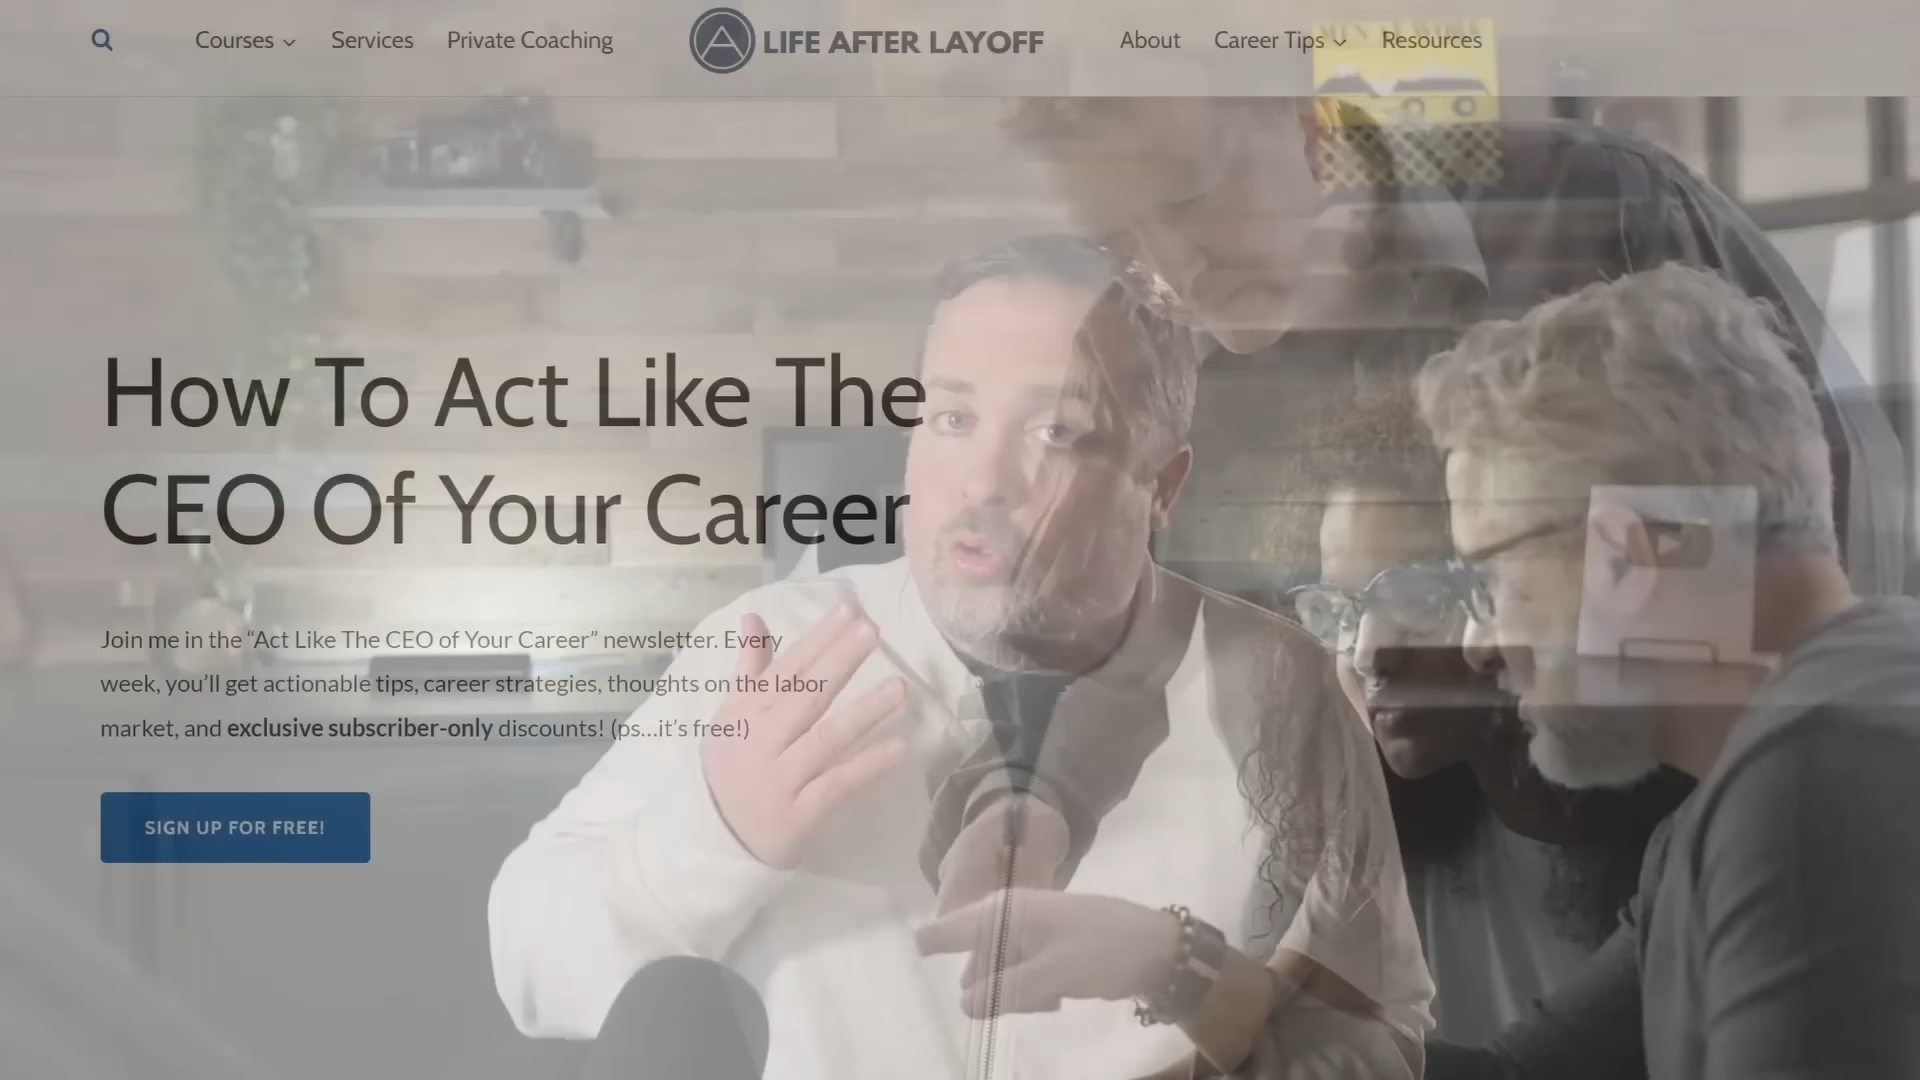 Courses
Services
Private Coaching
LIFE AFTER LAYOFF
About
Career Tips
Resources
How To Act Like The
CEO Of Your Career
Join me in the “Act Like The CEO of Your Career” newsletter. Every
week, you’ll get actionable tips, career strategies, thoughts on the labor
market, and exclusive subscriber-only discounts! (ps...it’s free!)
SIGN UP FOR FREE!